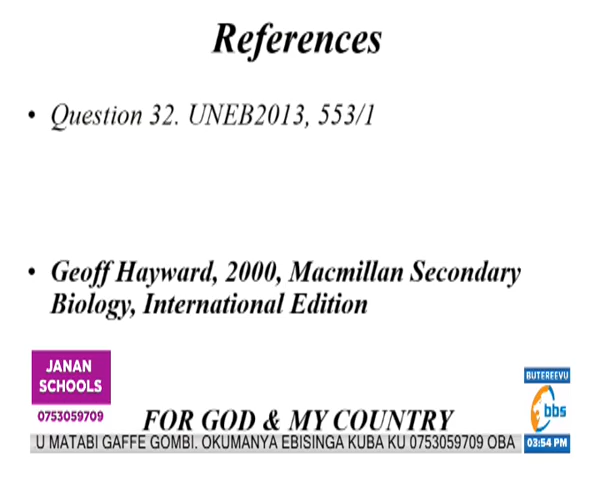 References
• Question 32. UNEB2013, 553/1
• Geoff Hayward, 2000, Macmillan Secondary
Biology, International Edition
JANAN
SCHOOLS
0753059709
FOR GOD & MY COUNTRY
BUTEREEVU
bbs
U MATABI GAFFE GOMBI. OKUMANYA EBISINGA KUBA KU 0753059709 OBA
03:54 PM